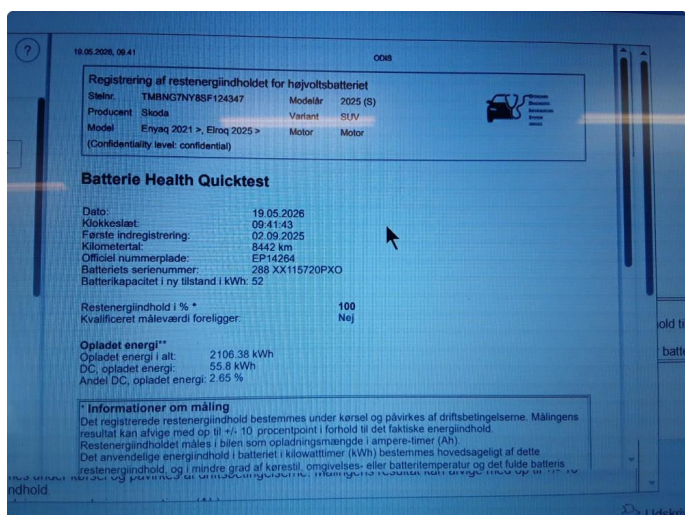 ?
19.05.2026, 09.41
ODIS
Registrering af restenergiindholdet for højvoltsbatteriet
Stelnr. TMBNG7NY8SF124347 Modelår 2025 (S)
Producent Skoda Variant SUV
Model Enyaq 2021 >, Elroq 2025 > Motor Motor
(Confidentiality level: confidential)
Batterie Health Quicktest
Dato: 19.05.2026
Klokkeslæt: 09:41:43
Første indregistrering: 02.09.2025
Kilometertal: 8442 km
Officiel nummerplade: EP14264
Batteriets serienummer: 288 XX115720PXO
Batterikapacitet i ny tilstand i kWh: 52
Restenergiindhold i % * 100
Kvalificeret måleværdi foreligger: Nej
Opladet energi**
Opladet energi i alt: 2106.38 kWh
DC, opladet energi: 55.8 kWh
Andel DC, opladet energi: 2.65 %
* Informationer om måling
Det registrerede restenergiindhold bestemmes under kørsel og påvirkes af driftsbetingelserne. Målingens
resultat kan afvige med op til +/- 10 procentpoint i forhold til det faktiske energiindhold.
Restenergiindholdet måles i bilen som opladningsmængde i ampere-timer (Ah).
Det anvendelige energiindhold i batteriet i kilowatttimer (kWh) bestemmes hovedsageligt af dette
restenergiindhold, og i mindre grad af kørestil, omgivelses- eller batteritemperatur og det fulde batteris
old ti
batte
ndhold
Udskri